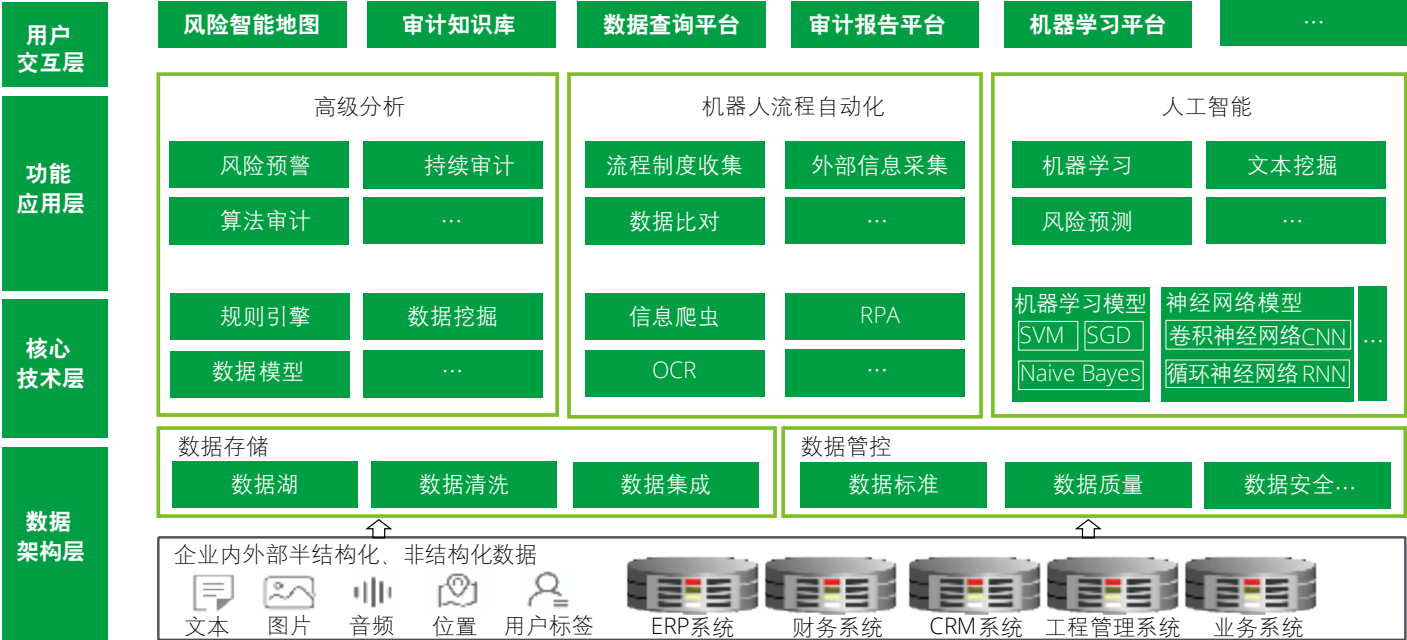 用户
交互层
风险智能地图
审计知识库
数据查询平台
审计报告平台
机器学习平台
…
功能
应用层
高级分析
风险预警
持续审计
算法审计
…
机器人流程自动化
流程制度收集
外部信息采集
数据比对
…
人工智能
机器学习
文本挖掘
风险预测
…
核心
技术层
规则引擎
数据挖掘
数据模型
…
信息爬虫
RPA
OCR
…
机器学习模型
SVM
SGD
Naive Bayes
神经网络模型
卷积神经网络CNN
循环神经网络RNN
…
数据
架构层
数据存储
数据湖
数据清洗
数据集成
数据管控
数据标准
数据质量
数据安全…
企业内外部半结构化、非结构化数据
文本
图片
音频
位置
用户标签
ERP系统
财务系统
CRM系统
工程管理系统
业务系统